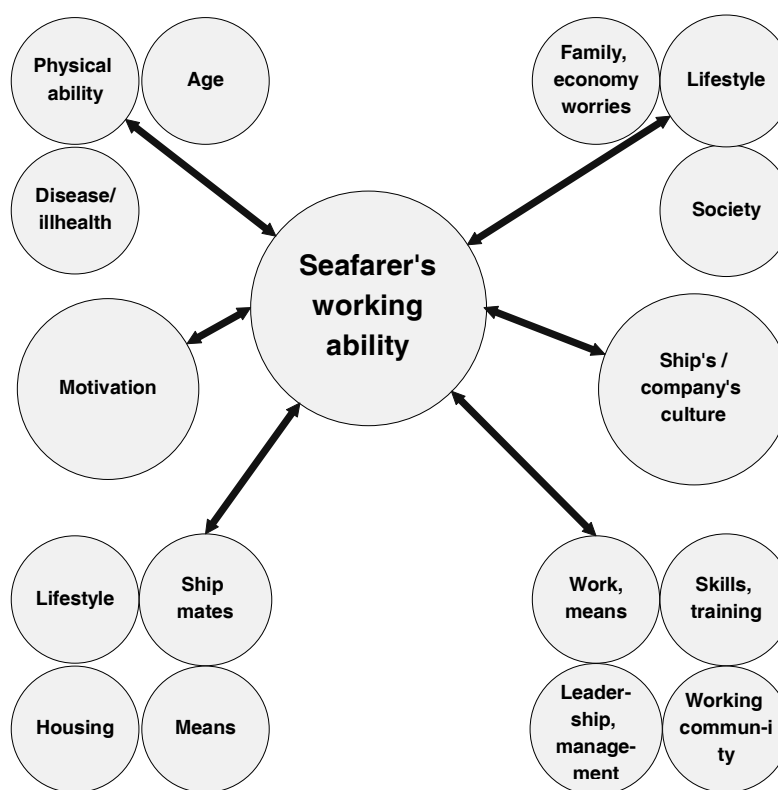 Physical
ability
Age
Family,
economy
worries
Lifestyle
Disease/
illhealth
Society
Seafarer's
working
ability
Motivation
Ship's /
company's
culture
Lifestyle
Ship
mates
Work,
means
Skills,
training
Housing
Means
Leader-
ship,
manage-
ment
Working
commun-i
ty